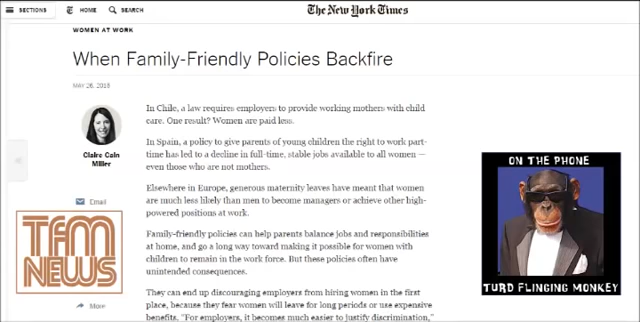 SECTIONS HOME SEARCH The New York Times
WOMEN AT WORK
When Family-Friendly Policies Backfire
MAY 26, 2015
Claire Cain
Miller
In Chile, a law requires employers to provide working mothers with child
care. One result? Women are paid less.
In Spain, a policy to give parents of young children the right to work part-
time has led to a decline in full-time, stable jobs available to all women —
even those who are not mothers.
Elsewhere in Europe, generous maternity leaves have meant that women
are much less likely than men to become managers or achieve other high-
powered positions at work.
Family-friendly policies can help parents balance jobs and responsibilities
at home, and go a long way toward making it possible for women with
children to remain in the work force. But these policies often have
unintended consequences.
They can end up discouraging employers from hiring women in the first
place, because they fear women will leave for long periods or use expensive
benefits. "For employers, it becomes much easier to justify discrimination,"
Email
More
TFM
NEWS
ON THE PHONE
TURD FLINGING MONKEY